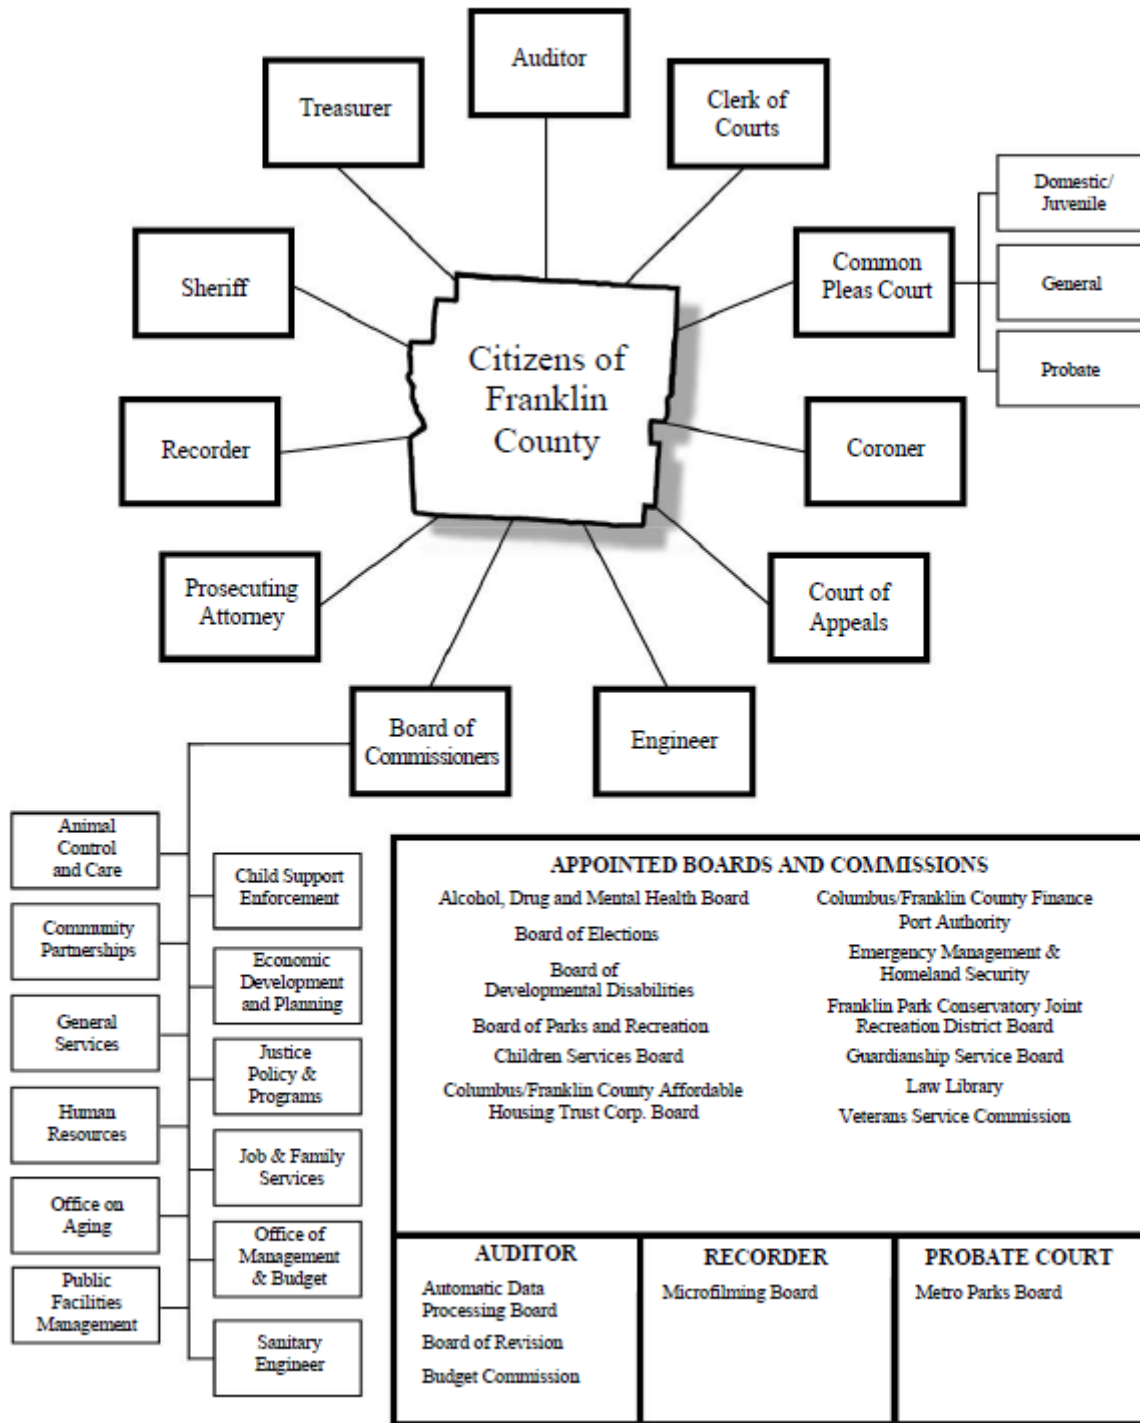 Auditor
Treasurer
Clerk of
Courts
Domestic/
Juvenile
Sheriff
Common
Pleas Court
General
Probate
Citizens of
Franklin
County
Recorder
Coroner
Prosecuting
Attorney
Court of
Appeals
Board of
Commissioners
Engineer
Animal
Control
and Care
Child Support
Enforcement
Community
Partnerships
Economic
Development
and Planning
General
Services
Justice
Policy &
Programs
Human
Resources
Job & Family
Services
Office on
Aging
Office of
Management
& Budget
Public
Facilities
Management
Sanitary
Engineer
APPOINTED BOARDS AND COMMISSIONS
Alcohol, Drug and Mental Health Board
Board of Elections
Board of
Developmental Disabilities
Board of Parks and Recreation
Children Services Board
Columbus/Franklin County Affordable
Housing Trust Corp. Board
Columbus/Franklin County Finance
Port Authority
Emergency Management &
Homeland Security
Franklin Park Conservatory Joint
Recreation District Board
Guardianship Service Board
Law Library
Veterans Service Commission
AUDITOR
Automatic Data
Processing Board
Board of Revision
Budget Commission
RECORDER
Microfilming Board
PROBATE COURT
Metro Parks Board